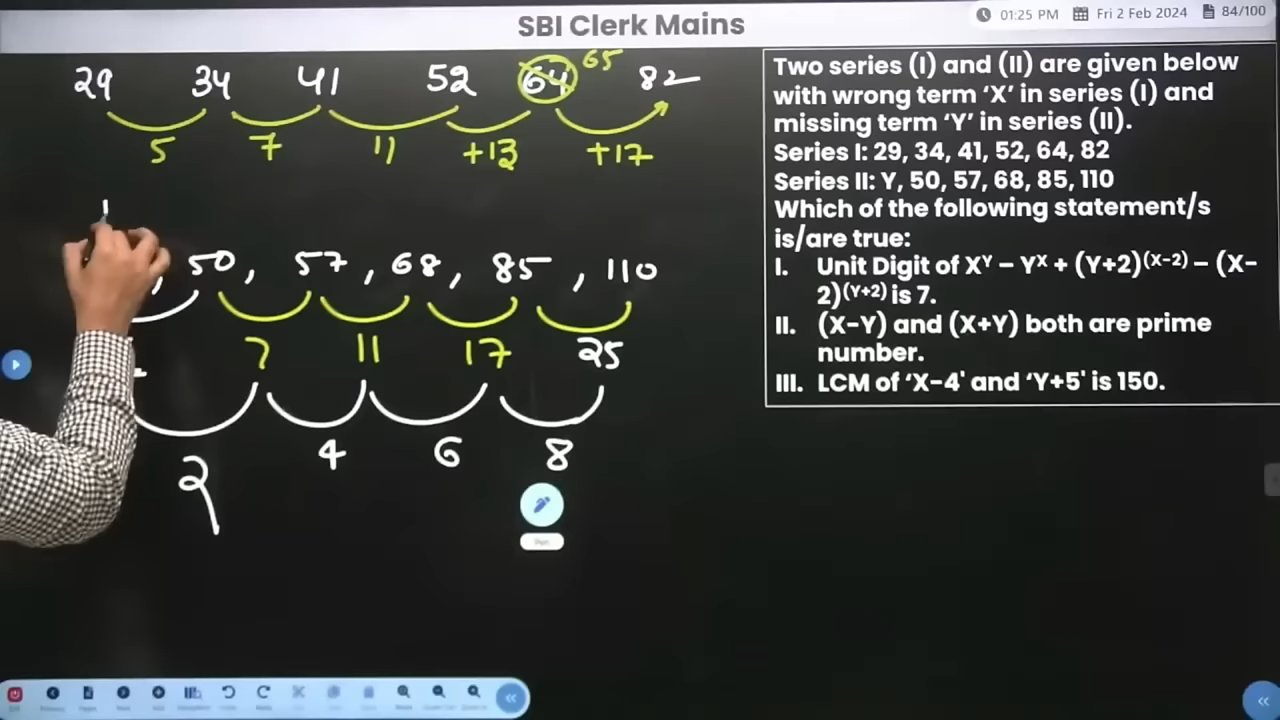 01:25 PM Fri 2 Feb 2024 84/100
SBI Clerk Mains
29 34 41 52 64 65 82
5 7 11 +13 +17
50, 57, 68, 85, 110
7 11 17 25
2 4 6 8
Two series (I) and (II) are given below
with wrong term ‘X’ in series (I) and
missing term ‘Y’ in series (II).
Series I: 29, 34, 41, 52, 64, 82
Series II: Y, 50, 57, 68, 85, 110
Which of the following statement/s
is/are true:
I. Unit Digit of X^Y – Y^X + (Y+2)^(X–2) – (X–
2)^(Y+2) is 7.
II. (X–Y) and (X+Y) both are prime
number.
III. LCM of ‘X–4' and ‘Y+5' is 150.